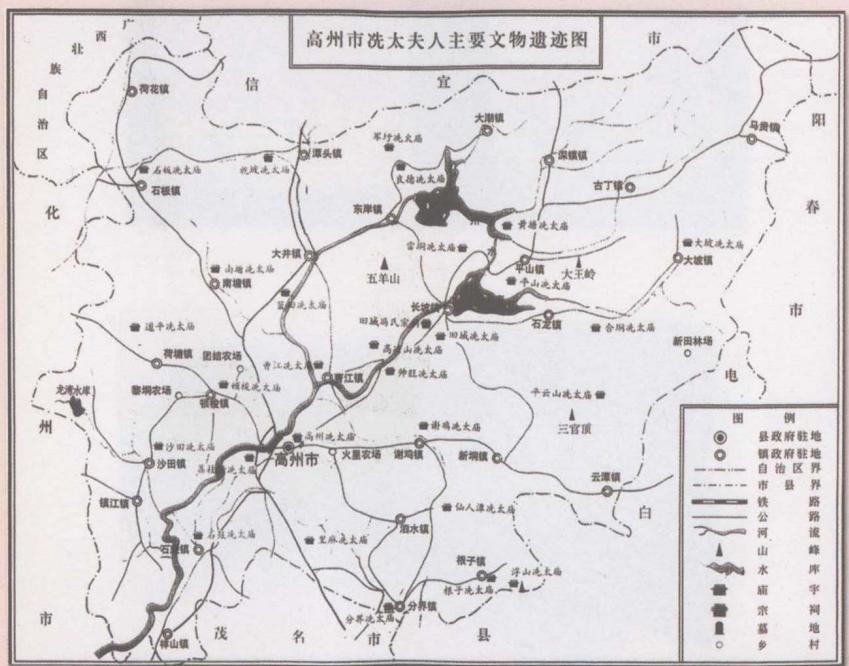 高州市冼太夫人主要文物遗迹图
广
西
壮
族
自
治
区
信
宜
市
阳
春
市
化
州
市
茂
名
市
电
白
县
荷花镇
大潮镇
马贵镇
潭头镇
深镇镇
石板冼太庙
石板镇
良德冼太庙
古丁镇
东岸镇
黄塘冼太庙
雷垌冼太庙
大坡冼太庙
大井镇
五羊山
平山镇
大王岭
大坡镇
南塘镇
平山冼太庙
长坡镇
石龙镇
合垌冼太庙
道平冼太庙
旧城冼太庙
新田林场
荷塘镇
团结农场
曹江冼太庙
曹江镇
帅旺冼太庙
龙湾水库
黎垌农场
平云山冼太庙
三官顶
高州冼太庙
高州市
火星农场
谢鸡冼太庙
谢鸡镇
新垌镇
云潭镇
沙田冼太庙
沙田镇
镇江镇
仙人潭冼太庙
泗水镇
里麻冼太庙
石鼓冼太庙
石鼓镇
根子镇
浮山冼太庙
根子冼太庙
分界镇
分界冼太庙
祥山镇
图 例
县政府驻地
镇政府驻地
自治区界
市县界
铁路
公路
河流
山峰
水库
庙宇
宗祠
墓地
乡村